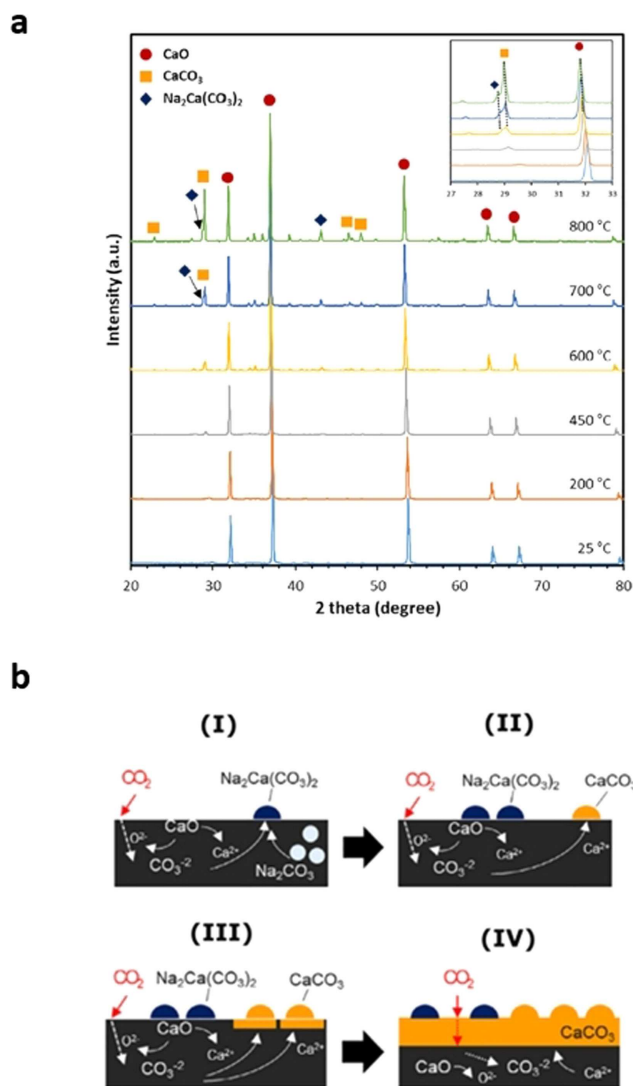 a
CaO
CaCO₃
Na₂Ca(CO₃)₂
27 28 29 30 31 32 33
800 °C
700 °C
600 °C
450 °C
200 °C
25 °C
Intensity (a.u.)
20 30 40 50 60 70 80
2 theta (degree)
b
(I)
CO₂
Na₂Ca(CO₃)₂
O²⁻
CaO
CO₃⁻²
Ca²⁺
Na₂CO₃
(II)
CO₂
Na₂Ca(CO₃)₂
CaCO₃
O²⁻
CaO
CO₃⁻²
Ca²⁺
(III)
CO₂
Na₂Ca(CO₃)₂
CaCO₃
O²⁻
CaO
CO₃⁻²
Ca²⁺
Ca²⁺
(IV)
CO₂
CaCO₃
CaO
O²⁻
CO₃⁻²
Ca²⁺